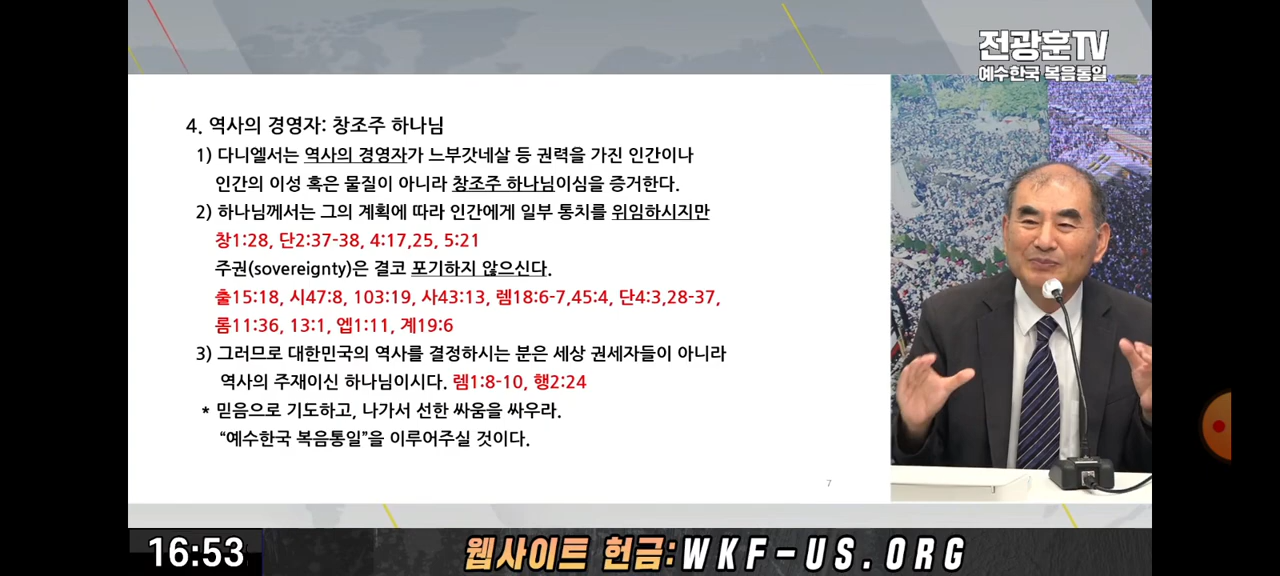 전광훈TV
예수한국 복음통일
4. 역사의 경영자: 창조주 하나님
1) 다니엘서는 역사의 경영자가 느부갓네살 등 권력을 가진 인간이나
인간의 이성 혹은 물질이 아니라 창조주 하나님이심을 증거한다.
2) 하나님께서는 그의 계획에 따라 인간에게 일부 통치를 위임하시지만
창1:28, 단2:37-38, 4:17,25, 5:21
주권(sovereignty)은 결코 포기하지 않으신다.
출15:18, 시47:8, 103:19, 사43:13, 렘18:6-7,45:4, 단4:3,28-37,
롬11:36, 13:1, 엡1:11, 계19:6
3) 그러므로 대한민국의 역사를 결정하시는 분은 세상 권세자들이 아니라
역사의 주재이신 하나님이시다. 렘1:8-10, 행2:24
* 믿음으로 기도하고, 나가서 선한 싸움을 싸우라.
“예수한국 복음통일”을 이루어주실 것이다.
7
16:53
웹사이트 헌금:WKF-US.ORG